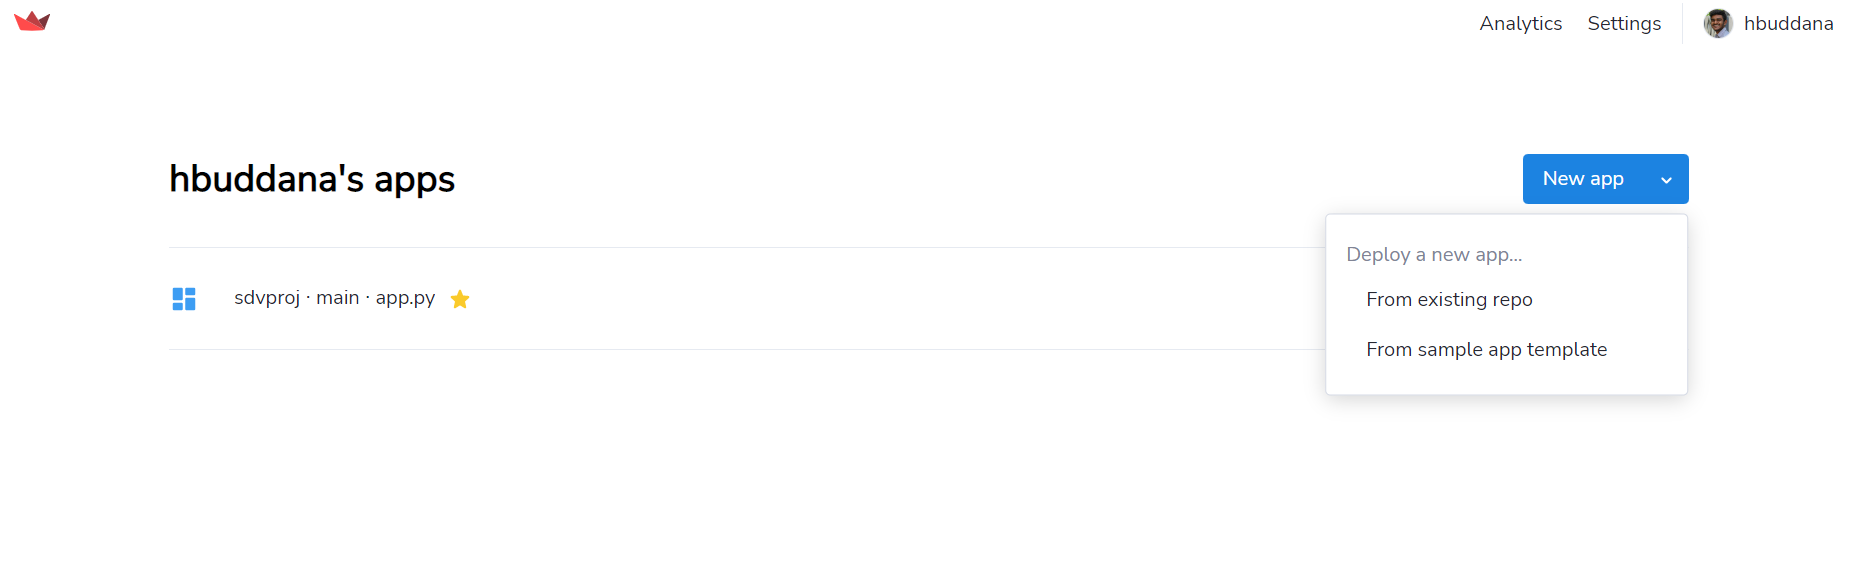 Analytics Settings hbuddana
hbuddana's apps
New app
Deploy a new app...
sdvproj · main · app.py
From existing repo
From sample app template